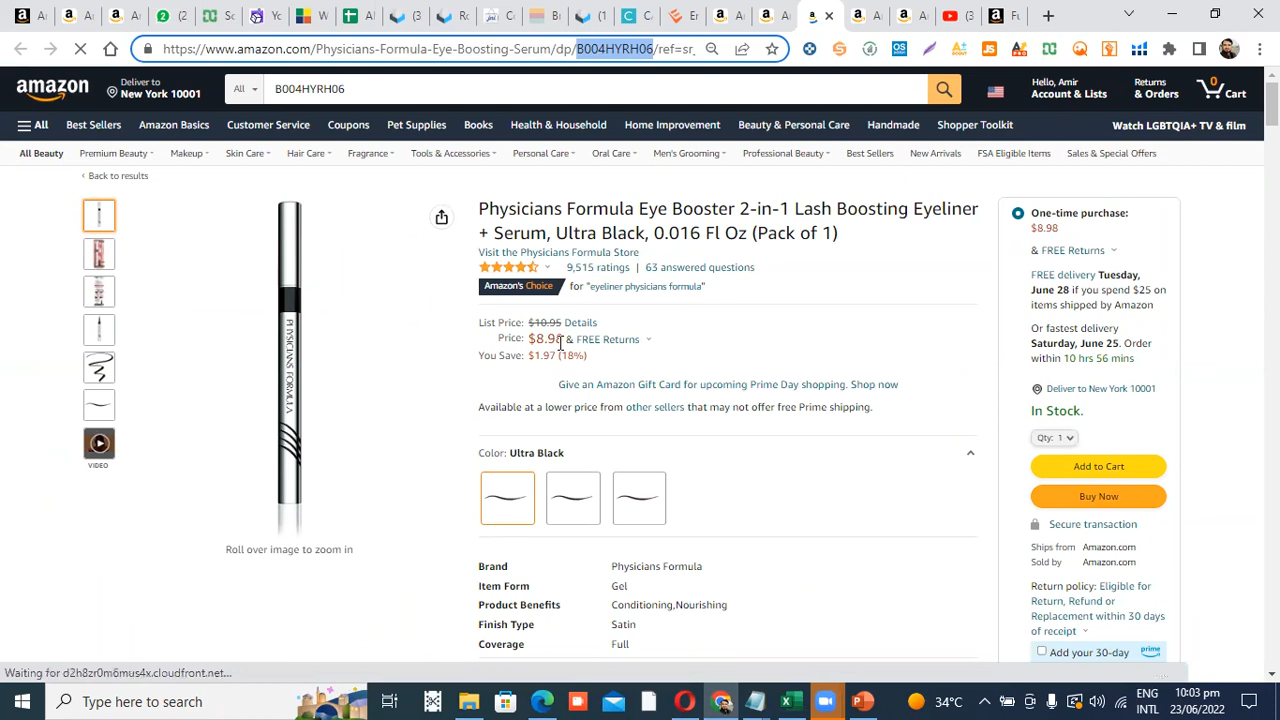 A
A
A
A
2
(2
Sc
Yo
W
Al
(1
C
Er
A
A
A
A
(3
Fu
https://www.amazon.com/Physicians-Formula-Eye-Boosting-Serum/dp/B004HYRH06/ref=sr_
amazon
Deliver to
New York 10001
All
B004HYRH06
Hello, Amir
Account & Lists
Returns
& Orders
0
Cart
All
Best Sellers
Amazon Basics
Customer Service
Coupons
Pet Supplies
Books
Health & Household
Home Improvement
Beauty & Personal Care
Handmade
Shopper Toolkit
Watch LGBTQIA+ TV & film
All Beauty
Premium Beauty
Makeup
Skin Care
Hair Care
Fragrance
Tools & Accessories
Personal Care
Oral Care
Men's Grooming
Professional Beauty
Best Sellers
New Arrivals
FSA Eligible Items
Sales & Special Offers
‹ Back to results
PHYSICIANS FORMULA
VIDEO
Roll over image to zoom in
Physicians Formula Eye Booster 2-in-1 Lash Boosting Eyeliner
+ Serum, Ultra Black, 0.016 Fl Oz (Pack of 1)
Visit the Physicians Formula Store
9,515 ratings | 63 answered questions
Amazon's Choice for "eyeliner physicians formula"
List Price: $10.95 Details
Price: $8.98 & FREE Returns
You Save: $1.97 (18%)
Give an Amazon Gift Card for upcoming Prime Day shopping. Shop now
Available at a lower price from other sellers that may not offer free Prime shipping.
Color: Ultra Black
Brand Physicians Formula
Item Form Gel
Product Benefits Conditioning,Nourishing
Finish Type Satin
Coverage Full
One-time purchase:
$8.98
& FREE Returns
FREE delivery Tuesday,
June 28 if you spend $25 on
items shipped by Amazon
Or fastest delivery
Saturday, June 25. Order
within 10 hrs 56 mins
Deliver to New York 10001
In Stock.
Qty: 1
Add to Cart
Buy Now
Secure transaction
Ships from Amazon.com
Sold by Amazon.com
Return policy: Eligible for
Return, Refund or
Replacement within 30 days
of receipt
Add your 30-day prime
Waiting for d2h8zr0m6mus4x.cloudfront.net...
Type here to search
34°C
ENG
INTL
10:03 pm
23/06/2022